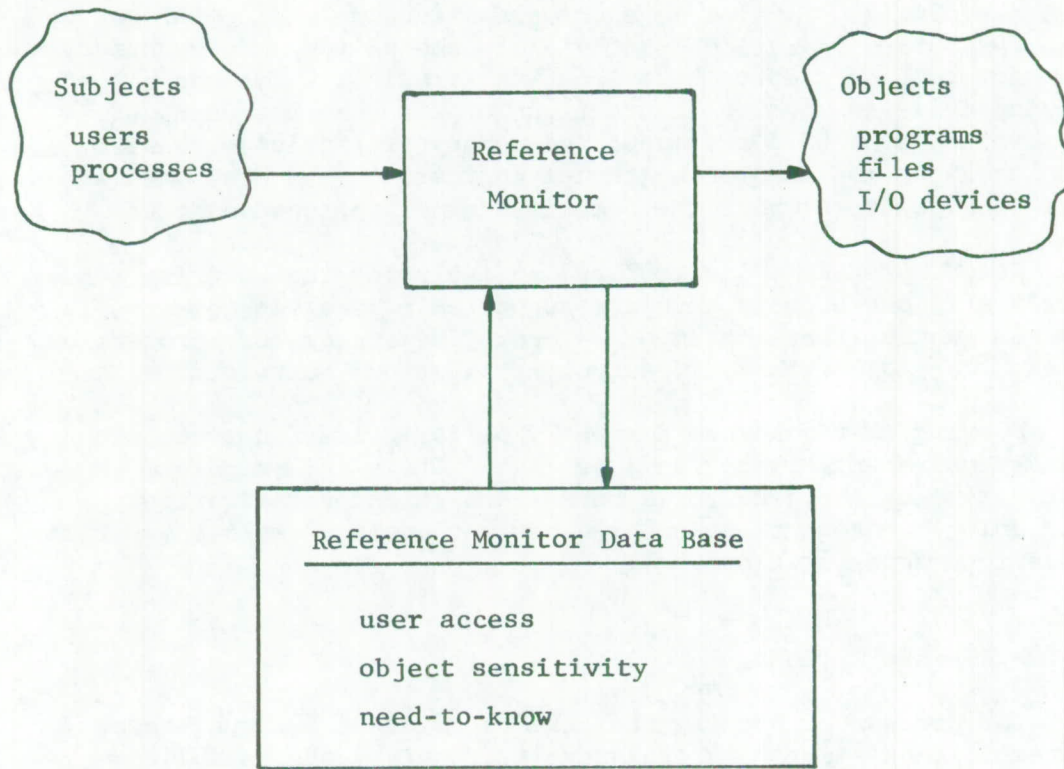 Subjects
users
processes
Reference
Monitor
Objects
programs
files
I/O devices
Reference Monitor Data Base
user access
object sensitivity
need-to-know